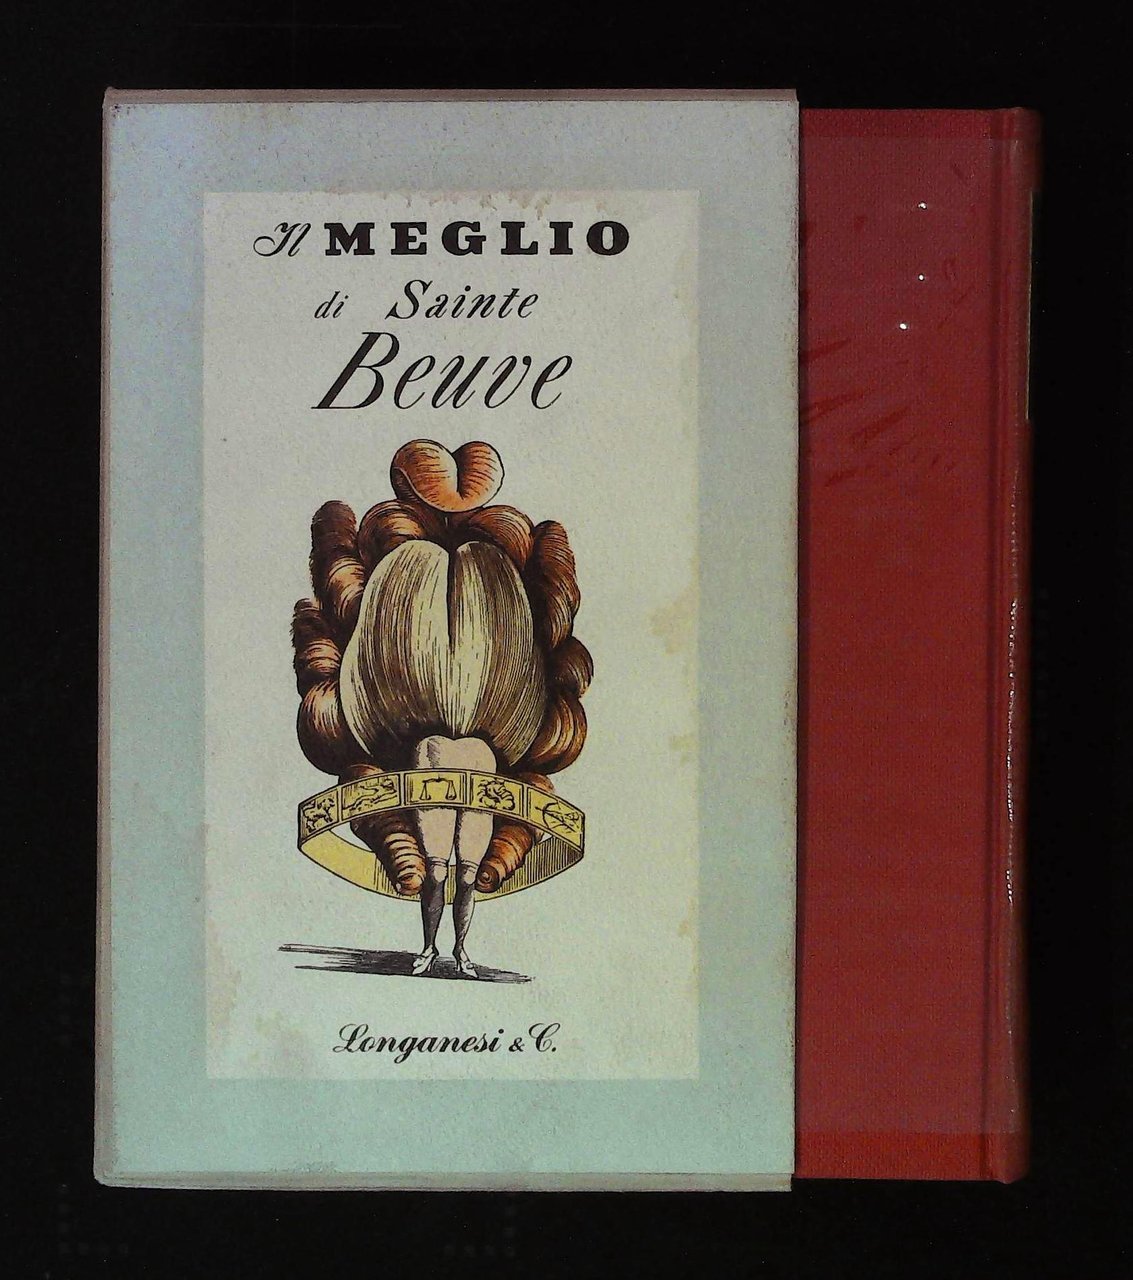 Il MEGLIO
di Sainte
Beuve
Longanesi & C.